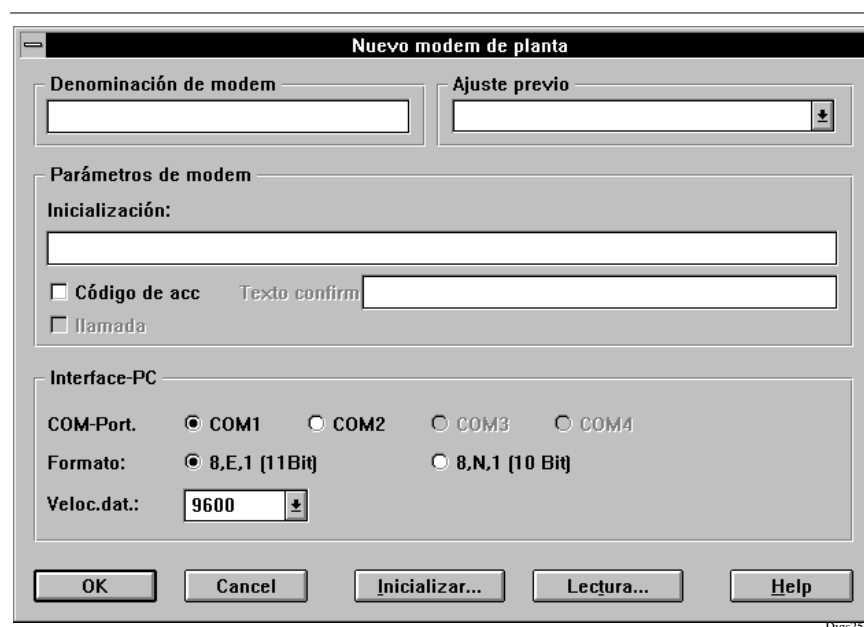 Nuevo modem de planta
Denominación de modem Ajuste previo
Parámetros de modem
Inicialización:
Código de acc Texto confirm
llamada
Interface-PC
COM-Port. COM1 COM2 COM3 COM4
Formato: 8,E,1 (11Bit) 8,N,1 (10 Bit)
Veloc.dat.: 9600
OK Cancel Inicializar... Lectura... Help